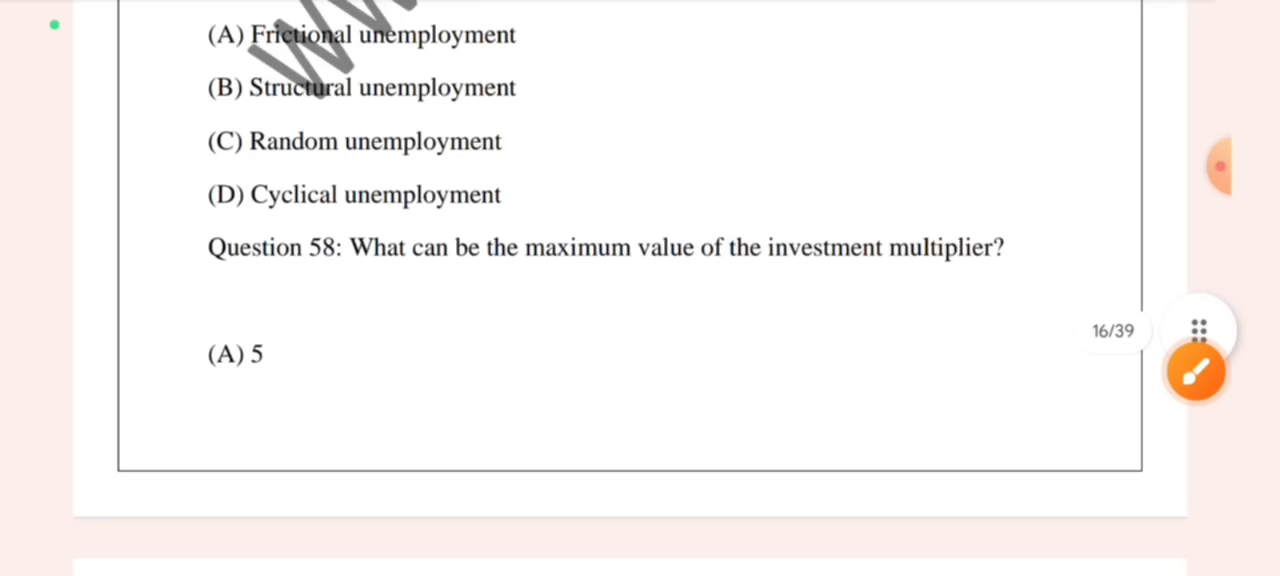 (A) Frictional unemployment
(B) Structural unemployment
(C) Random unemployment
(D) Cyclical unemployment
Question 58: What can be the maximum value of the investment multiplier?
16/39
(A) 5